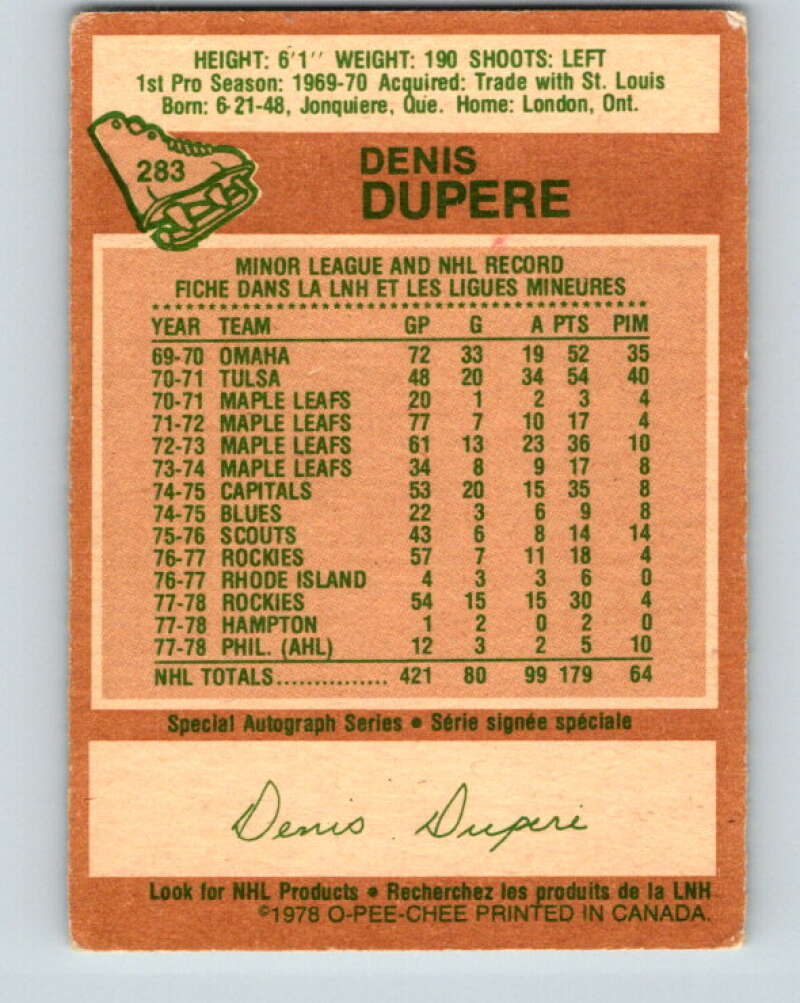 HEIGHT: 6'1" WEIGHT: 190 SHOOTS: LEFT
1st Pro Season: 1969-70 Acquired: Trade with St. Louis
Born: 6-21-48, Jonquiere, Que. Home: London, Ont.
283
DENIS
DUPERE
MINOR LEAGUE AND NHL RECORD
FICHE DANS LA LNH ET LES LIGUES MINEURES
YEAR TEAM GP G A PTS PIM
69-70 OMAHA 72 33 19 52 35
70-71 TULSA 48 20 34 54 40
70-71 MAPLE LEAFS 20 1 2 3 4
71-72 MAPLE LEAFS 77 7 10 17 4
72-73 MAPLE LEAFS 61 13 23 36 10
73-74 MAPLE LEAFS 34 8 9 17 8
74-75 CAPITALS 53 20 15 35 8
74-75 BLUES 22 3 6 9 8
75-76 SCOUTS 43 6 8 14 14
76-77 ROCKIES 57 7 11 18 4
76-77 RHODE ISLAND 4 3 3 6 0
77-78 ROCKIES 54 15 15 30 4
77-78 HAMPTON 1 2 0 2 0
77-78 PHIL. (AHL) 12 3 2 5 10
NHL TOTALS............... 421 80 99 179 64
Special Autograph Series • Série signée spéciale
Denis Dupere
Look for NHL Products • Recherchez les produits de la LNH
©1978 O-PEE-CHEE PRINTED IN CANADA.